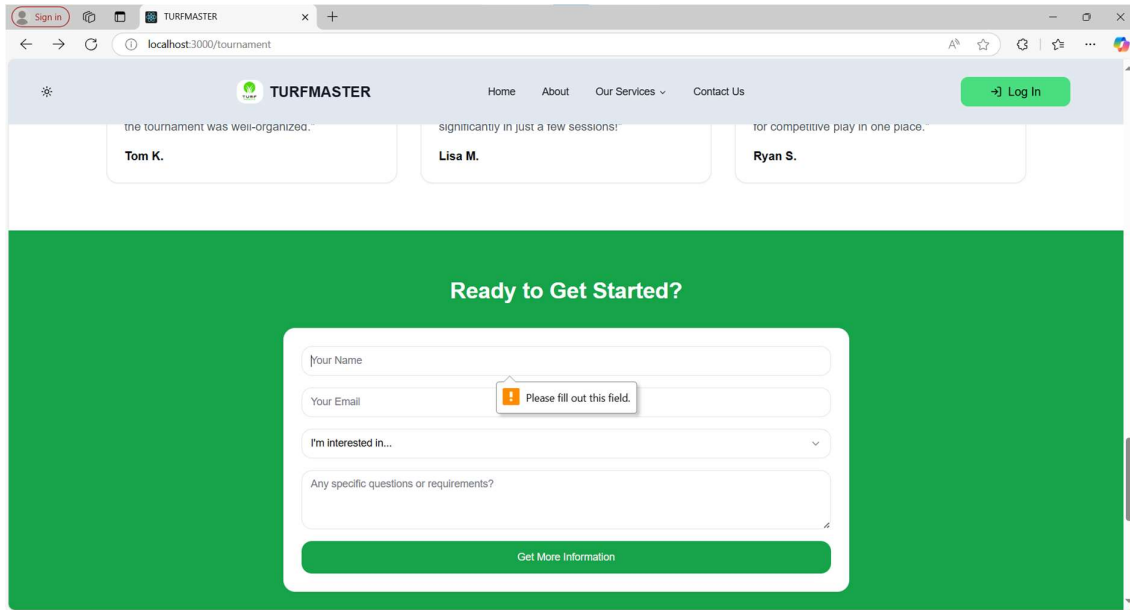 Sign in
TURFMASTER
localhost:3000/tournament
TURF
TURFMASTER
Home
About
Our Services
Contact Us
Log In
the tournament was well-organized."
significantly in just a few sessions!"
for competitive play in one place."
Tom K.
Lisa M.
Ryan S.
Ready to Get Started?
Your Name
Please fill out this field.
Your Email
I'm interested in...
Any specific questions or requirements?
Get More Information